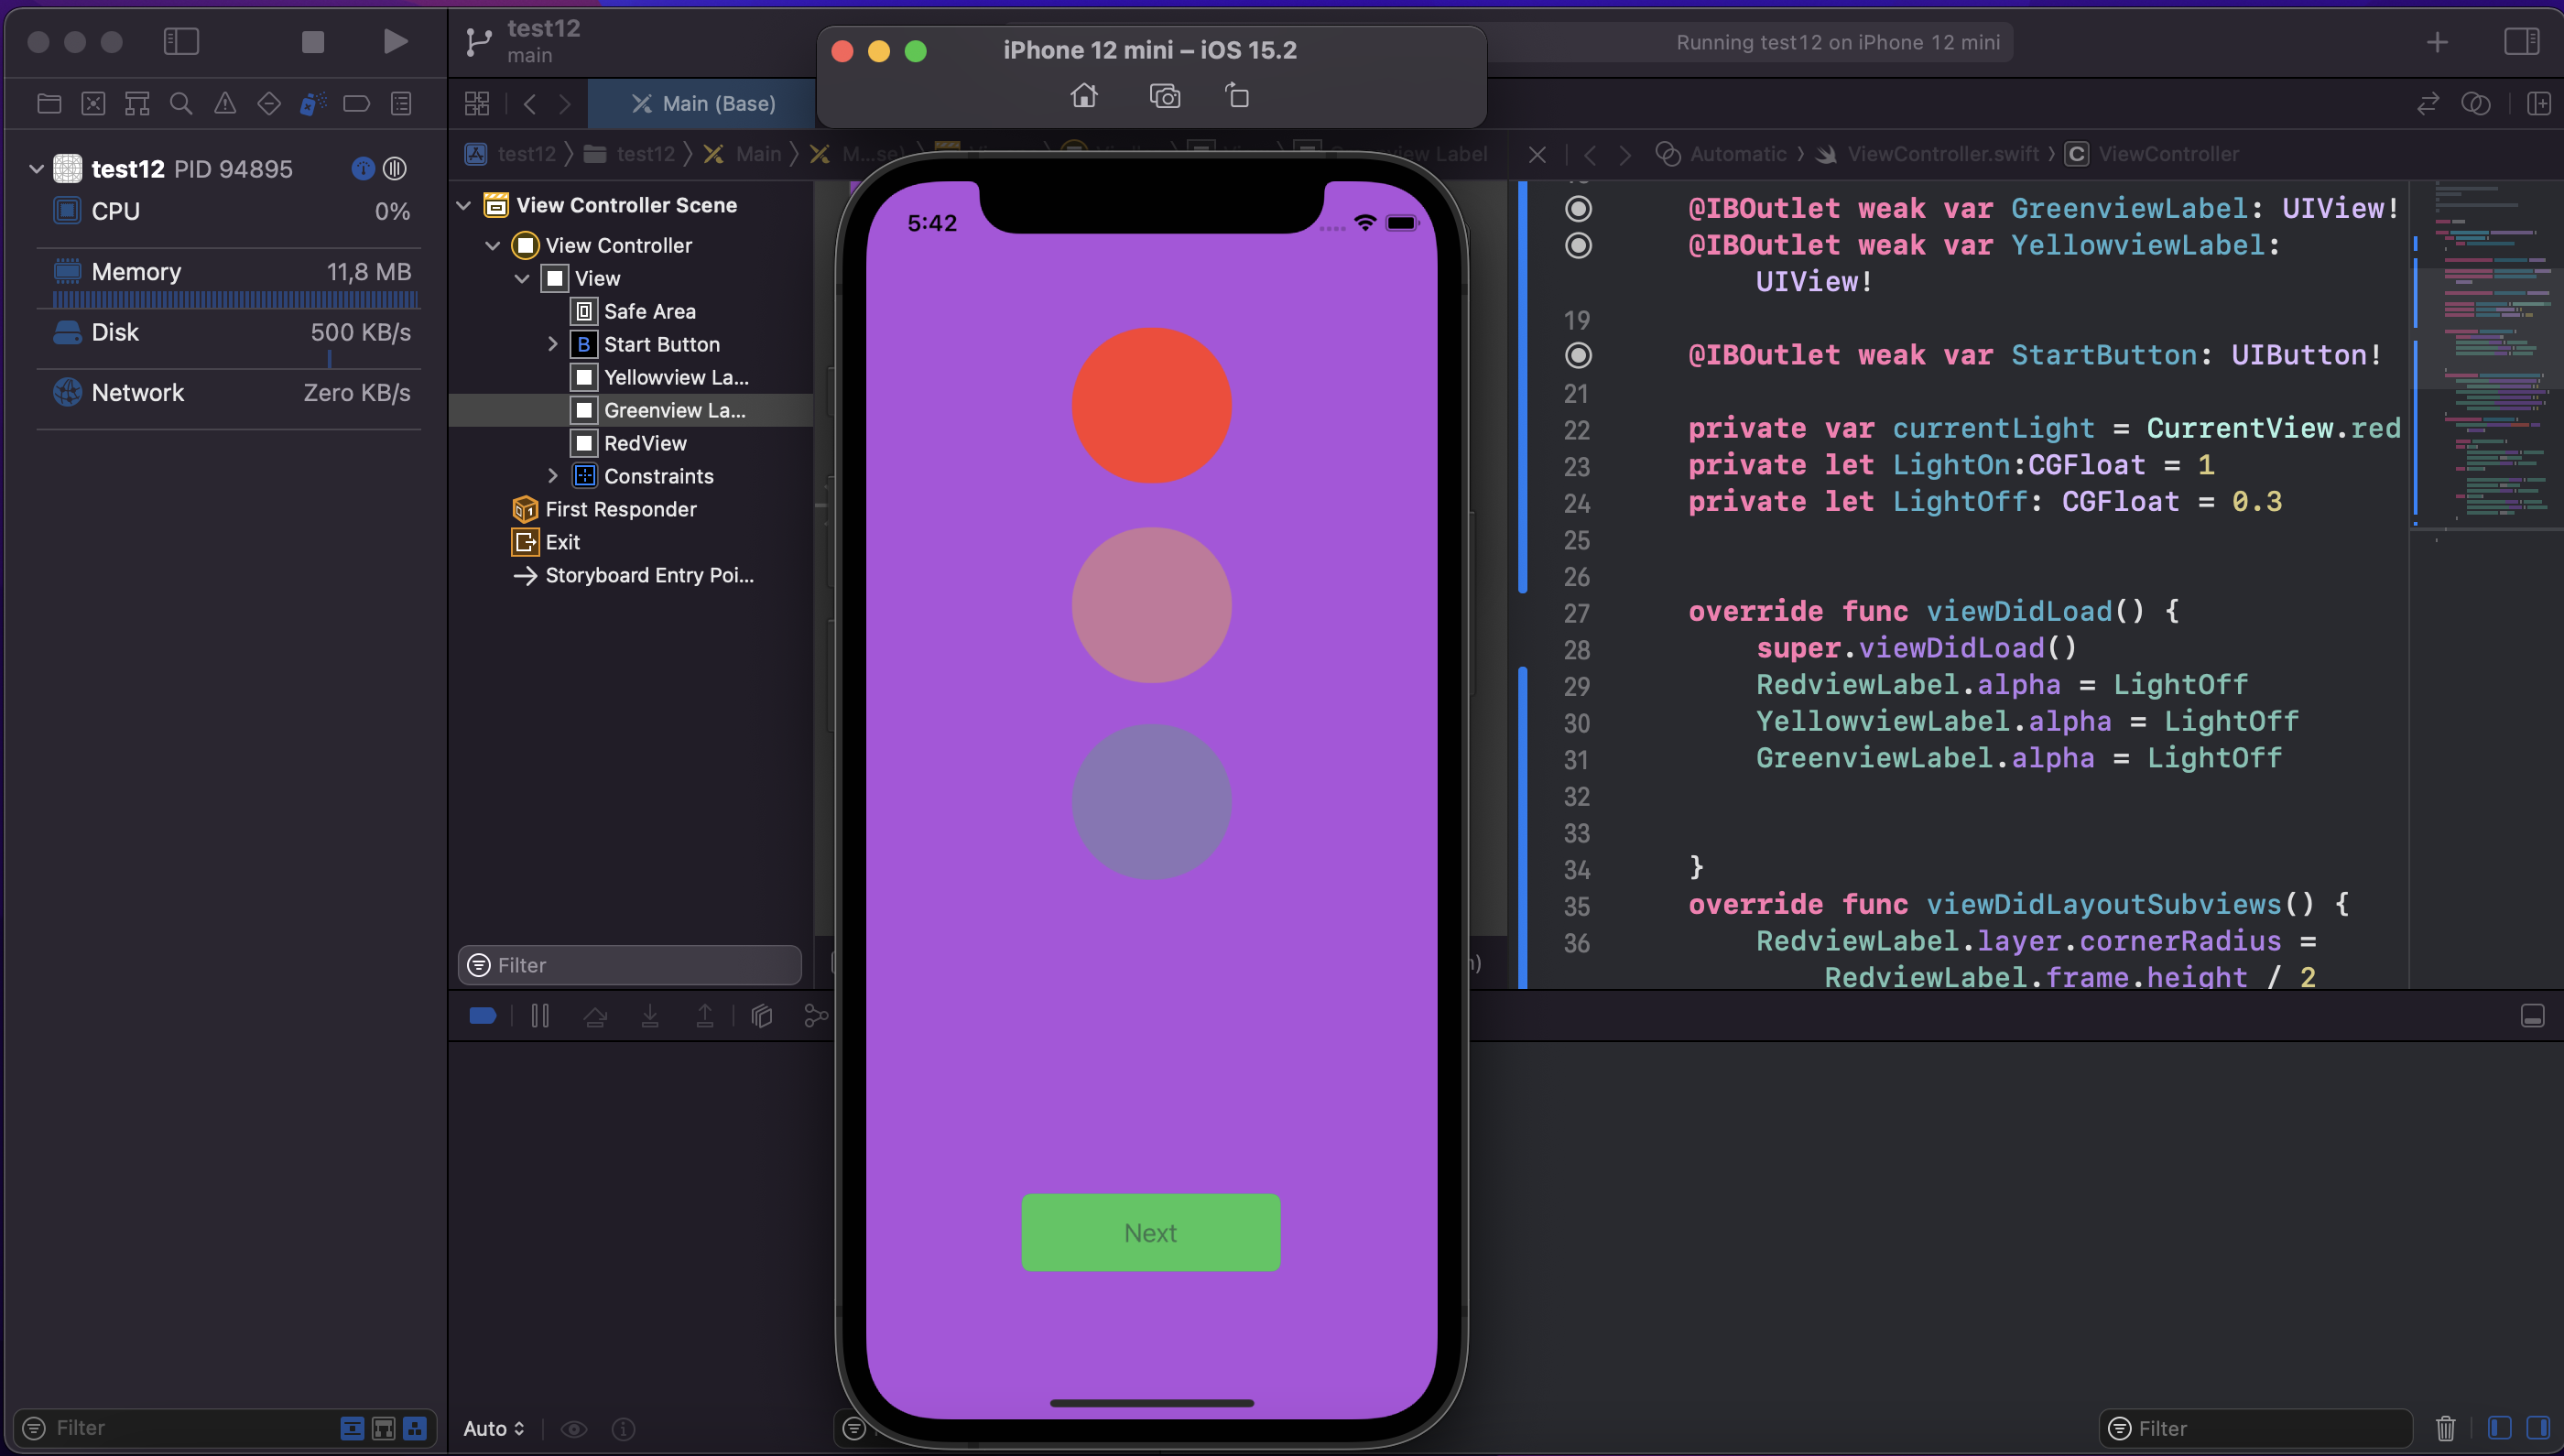 test12
main
iPhone 12 mini – iOS 15.2
Running test12 on iPhone 12 mini
Main (Base)
test12 PID 94895
CPU 0%
Memory 11,8 MB
Disk 500 KB/s
Network Zero KB/s
Filter
test12
test12
Main
Label
View Controller Scene
View Controller
View
Safe Area
B Start Button
Yellowview La...
Greenview La...
RedView
Constraints
First Responder
Exit
Storyboard Entry Poi...
Filter
Auto
5:42
Next
Automatic
ViewController.swift
C ViewController
@IBOutlet weak var GreenviewLabel: UIView!
@IBOutlet weak var YellowviewLabel:
UIView!
19
@IBOutlet weak var StartButton: UIButton!
21
22 private var currentLight = CurrentView.red
23 private let LightOn:CGFloat = 1
24 private let LightOff: CGFloat = 0.3
25
26
27 override func viewDidLoad() {
28 super.viewDidLoad()
29 RedviewLabel.alpha = LightOff
30 YellowviewLabel.alpha = LightOff
31 GreenviewLabel.alpha = LightOff
32
33
34 }
35 override func viewDidLayoutSubviews() {
36 RedviewLabel.layer.cornerRadius =
RedviewLabel.frame.height / 2
Filter